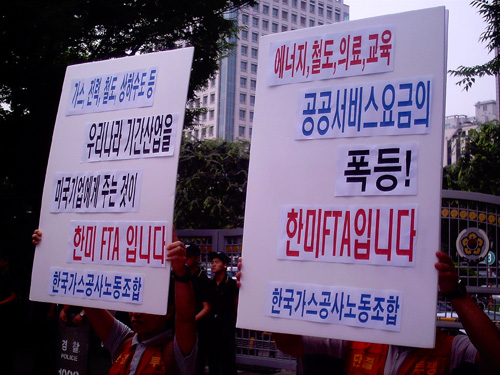 가스, 전력, 철도, 상하수도 등
우리나라 기간산업을
미국기업에게 주는 것이
한미 FTA 입니다
한국가스공사노동조합
에너지, 철도, 의료, 교육
공공서비스요금의
폭등!
한미FTA입니다
한국가스공사노동조합
경찰
POLICE